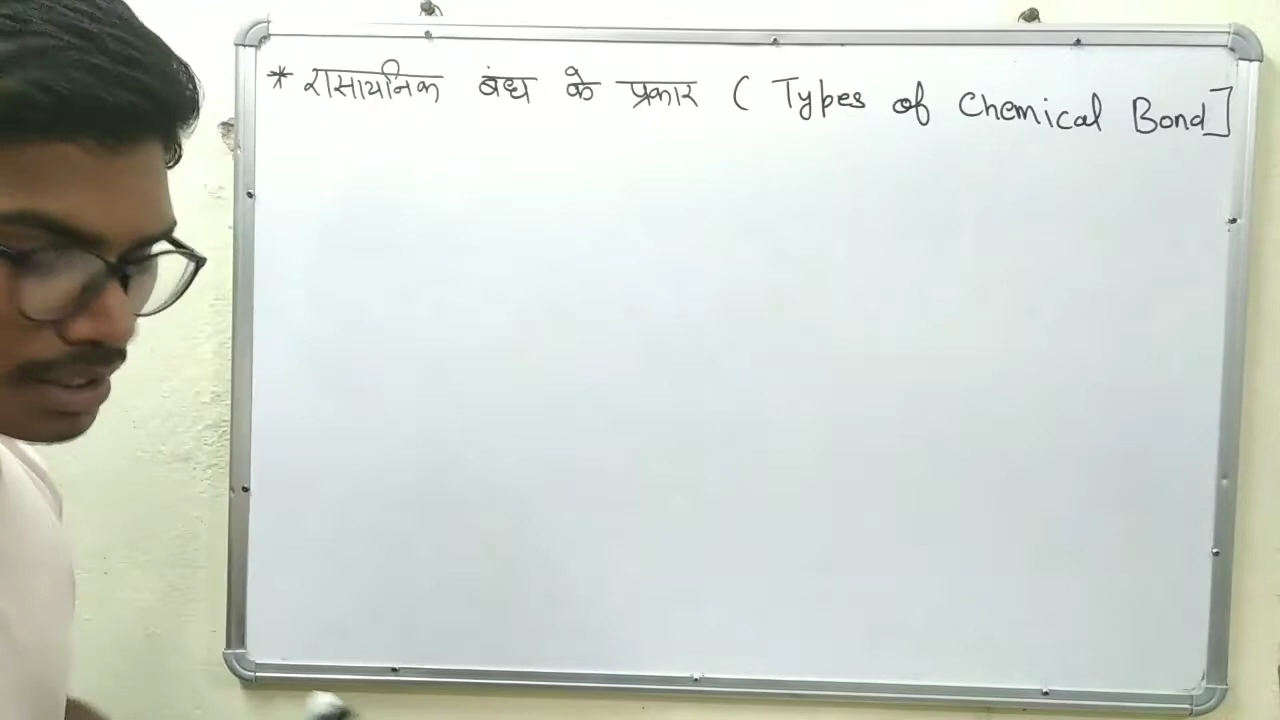 * रासायनिक बंध के प्रकार ( Types of Chemical Bond ]